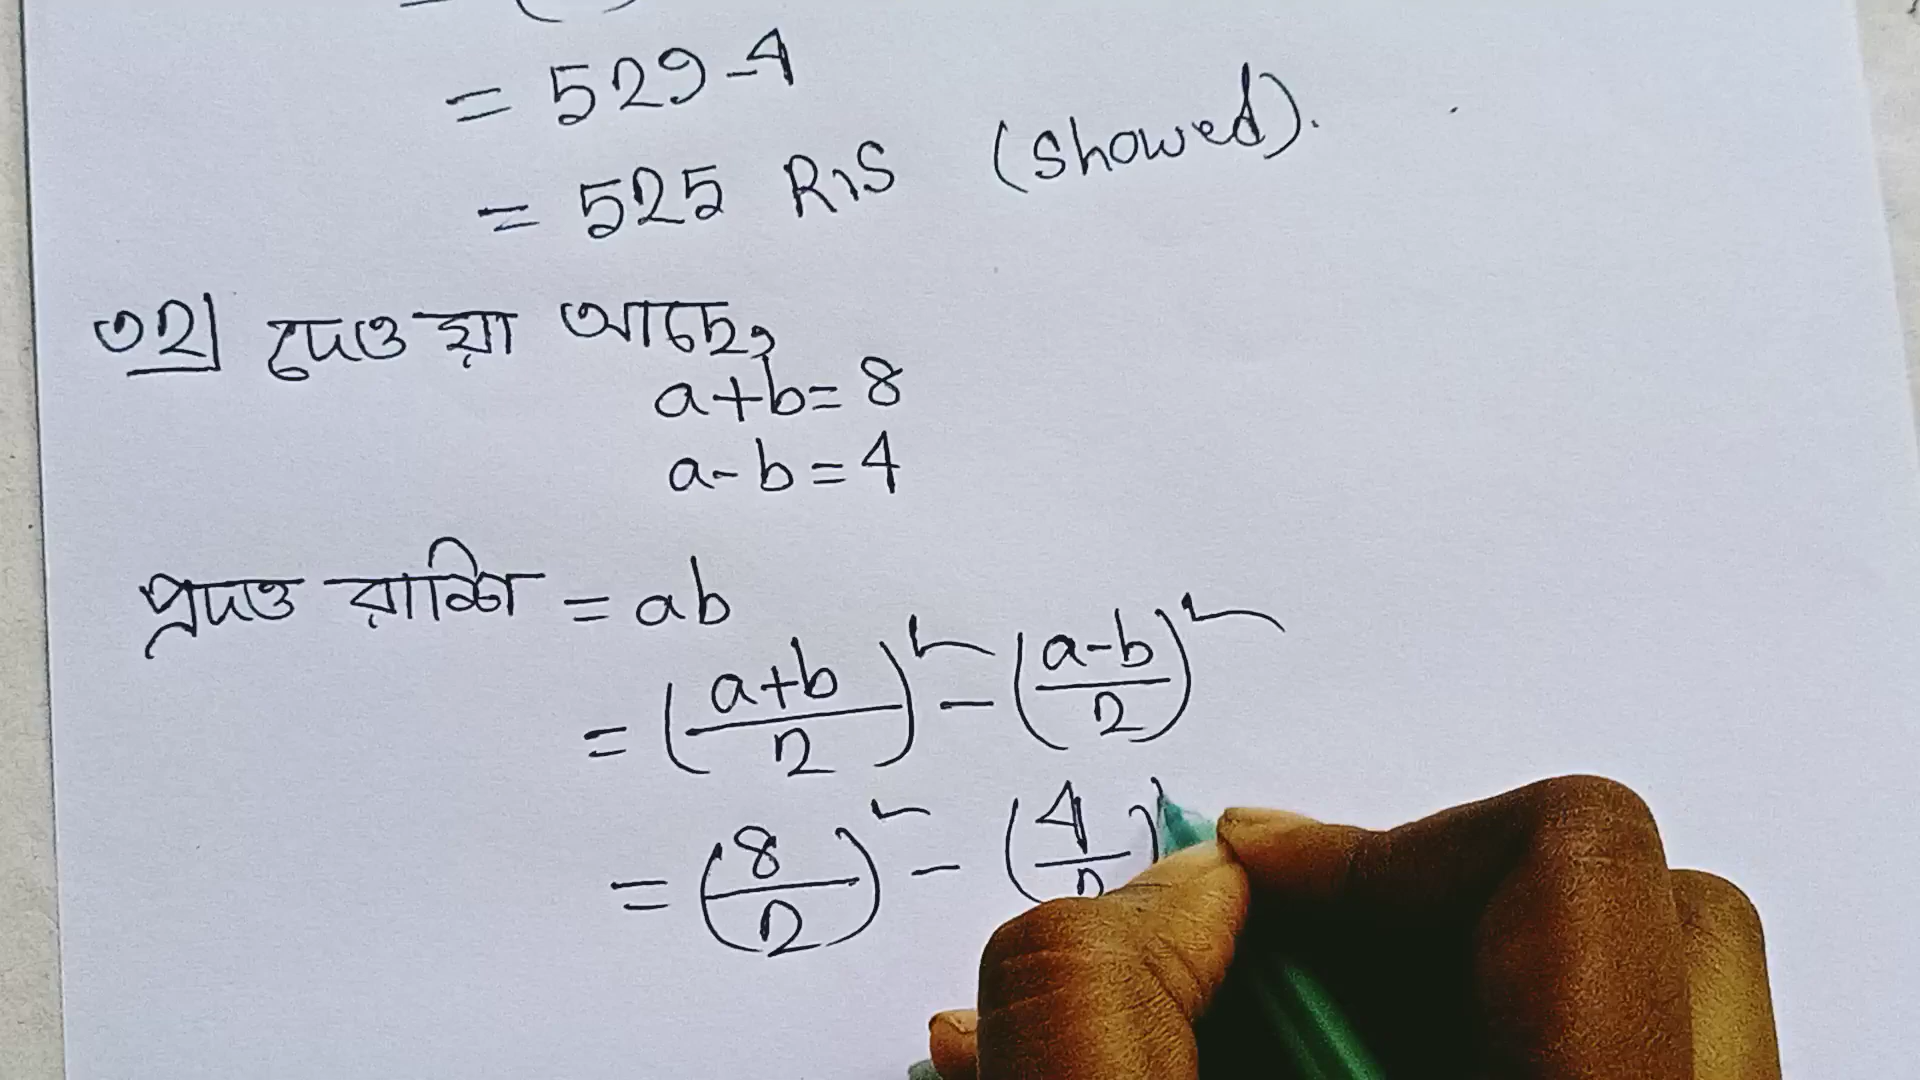 = 529-4
= 525 R.H.S (showed).
৩২| দেওয়া আছে,
a+b= 8
a-b=4
প্রদত্ত রাশি = ab
= (a+b/2)² - (a-b/2)²
= (8/2)² - (4/2)